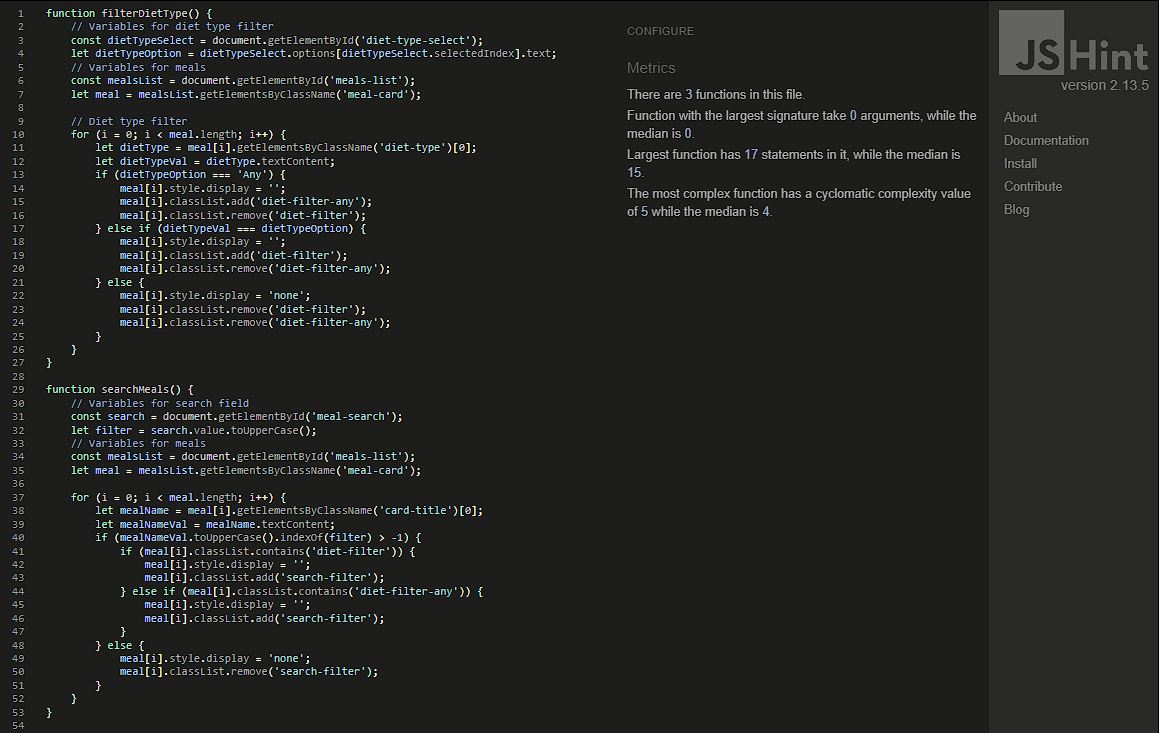 1 function filterDietType() {
2 // Variables for diet type filter
3 const dietTypeSelect = document.getElementById('diet-type-select');
4 let dietTypeOption = dietTypeSelect.options[dietTypeSelect.selectedIndex].text;
5 // Variables for meals
6 const mealsList = document.getElementById('meals-list');
7 let meal = mealsList.getElementsByClassName('meal-card');
8
9 // Diet type filter
10 for (i = 0; i < meal.length; i++) {
11 let dietType = meal[i].getElementsByClassName('diet-type')[0];
12 let dietTypeVal = dietType.textContent;
13 if (dietTypeOption === 'Any') {
14 meal[i].style.display = '';
15 meal[i].classList.add('diet-filter-any');
16 meal[i].classList.remove('diet-filter');
17 } else if (dietTypeVal === dietTypeOption) {
18 meal[i].style.display = '';
19 meal[i].classList.add('diet-filter');
20 meal[i].classList.remove('diet-filter-any');
21 } else {
22 meal[i].style.display = 'none';
23 meal[i].classList.remove('diet-filter');
24 meal[i].classList.remove('diet-filter-any');
25 }
26 }
27 }
28
29 function searchMeals() {
30 // Variables for search field
31 const search = document.getElementById('meal-search');
32 let filter = search.value.toUpperCase();
33 // Variables for meals
34 const mealsList = document.getElementById('meals-list');
35 let meal = mealsList.getElementsByClassName('meal-card');
36
37 for (i = 0; i < meal.length; i++) {
38 let mealName = meal[i].getElementsByClassName('card-title')[0];
39 let mealNameVal = mealName.textContent;
40 if (mealNameVal.toUpperCase().indexOf(filter) > -1) {
41 if (meal[i].classList.contains('diet-filter')) {
42 meal[i].style.display = '';
43 meal[i].classList.add('search-filter');
44 } else if (meal[i].classList.contains('diet-filter-any')) {
45 meal[i].style.display = '';
46 meal[i].classList.add('search-filter');
47 }
48 } else {
49 meal[i].style.display = 'none';
50 meal[i].classList.remove('search-filter');
51 }
52 }
53 }
54
CONFIGURE
Metrics
There are 3 functions in this file.
Function with the largest signature take 0 arguments, while the
median is 0.
Largest function has 17 statements in it, while the median is
15.
The most complex function has a cyclomatic complexity value
of 5 while the median is 4.
JSHint
version 2.13.5
About
Documentation
Install
Contribute
Blog